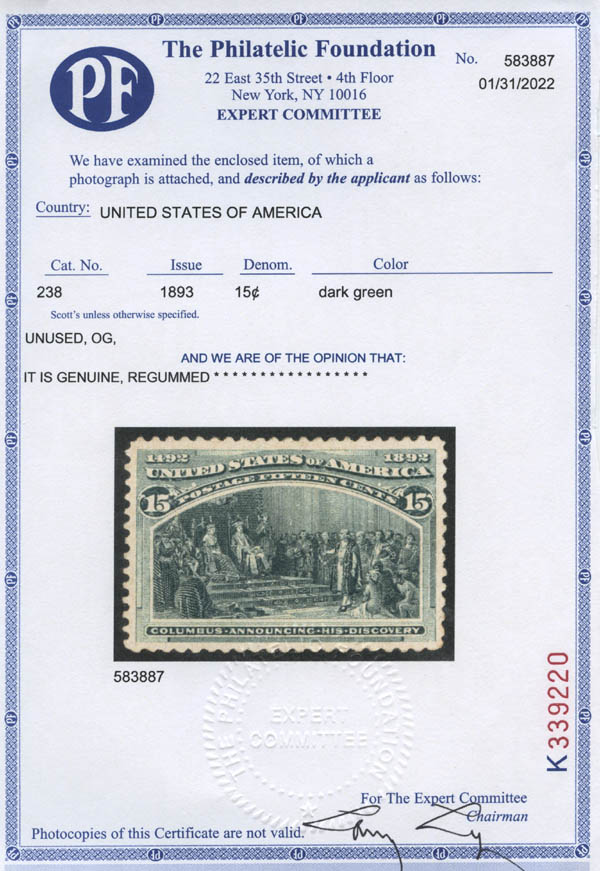 PF
The Philatelic Foundation
22 East 35th Street • 4th Floor
New York, NY 10016
EXPERT COMMITTEE
No. 583887
01/31/2022
We have examined the enclosed item, of which a
photograph is attached, and described by the applicant as follows:
Country: UNITED STATES OF AMERICA
Cat. No. Issue Denom. Color
238 1893 15¢ dark green
Scott's unless otherwise specified.
UNUSED, OG,
AND WE ARE OF THE OPINION THAT:
IT IS GENUINE, REGUMMED * * * * * * * * * * * * * * * * * *
1492 1892
UNITED STATES OF AMERICA
POSTAGE FIFTEEN CENTS
15 15
COLUMBUS·ANNOUNCING·HIS·DISCOVERY
583887
THE PHILATELIC FOUNDATION
EXPERT
COMMITTEE
K 339220
For The Expert Committee
Chairman
Photocopies of this Certificate are not valid.